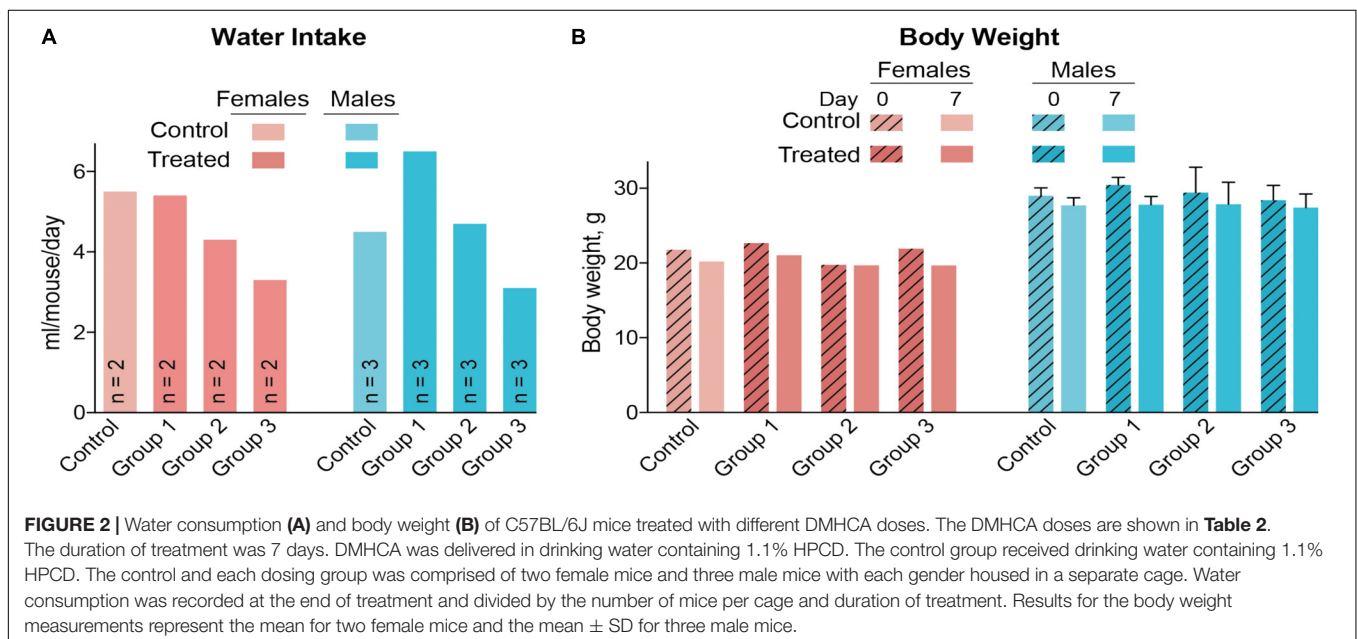 A
Water Intake
Females Males
Control
Treated
ml/mouse/day
6
4
2
0
n = 2
n = 2
n = 2
n = 2
n = 3
n = 3
n = 3
n = 3
Control
Group 1
Group 2
Group 3
Control
Group 1
Group 2
Group 3
B
Body Weight
Females Males
Day 0 7 0 7
Control
Treated
Body weight, g
30
20
10
0
Control
Group 1
Group 2
Group 3
Control
Group 1
Group 2
Group 3
FIGURE 2 | Water consumption (A) and body weight (B) of C57BL/6J mice treated with different DMHCA doses. The DMHCA doses are shown in Table 2.
The duration of treatment was 7 days. DMHCA was delivered in drinking water containing 1.1% HPCD. The control group received drinking water containing 1.1%
HPCD. The control and each dosing group was comprised of two female mice and three male mice with each gender housed in a separate cage. Water
consumption was recorded at the end of treatment and divided by the number of mice per cage and duration of treatment. Results for the body weight
measurements represent the mean for two female mice and the mean ± SD for three male mice.